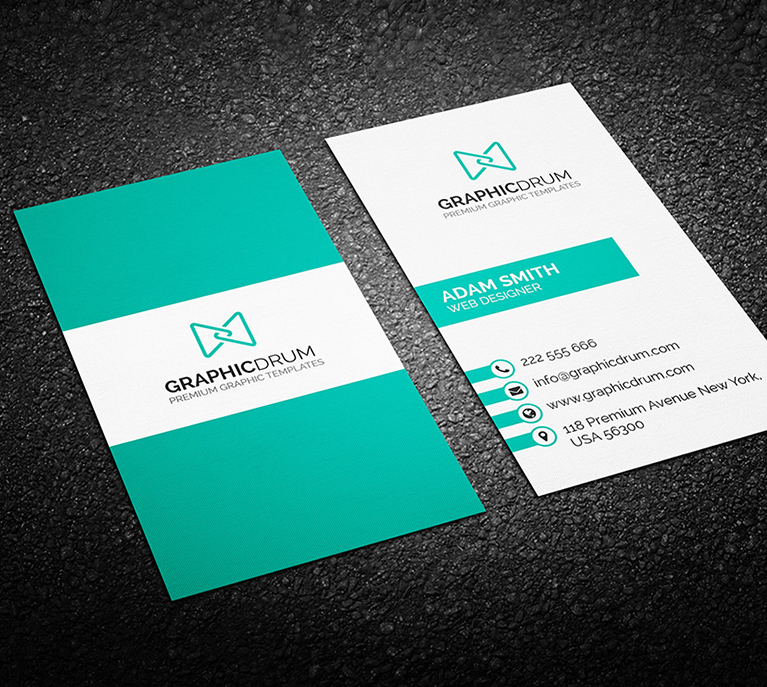 GRAPHICDRUM
PREMIUM GRAPHIC TEMPLATES
GRAPHICDRUM
PREMIUM GRAPHIC TEMPLATES
ADAM SMITH
WEB DESIGNER
222 555 666
info@graphicdrum.com
www.graphicdrum.com
118 Premium Avenue New York,
USA 56300